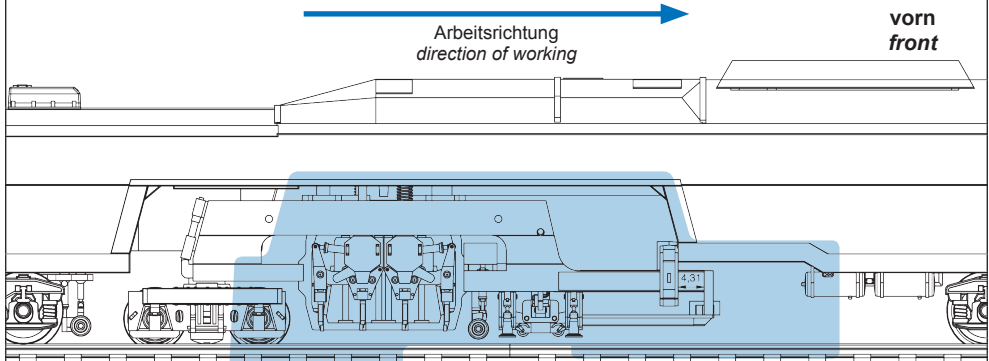 Arbeitsrichtung
direction of working
vorn
front
4,31